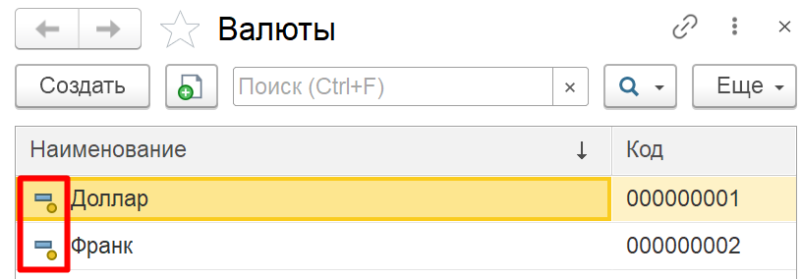 Валюты
Создать Поиск (Ctrl+F) Еще
Наименование Код
Доллар 000000001
Франк 000000002